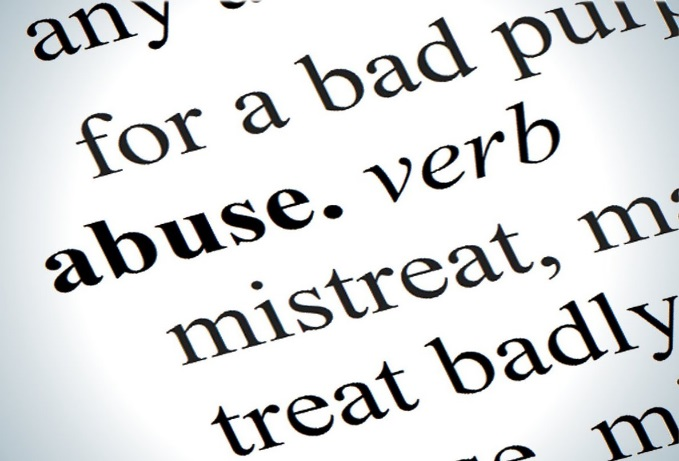 any
for a bad
abuse. verb
mistreat,
treat badly